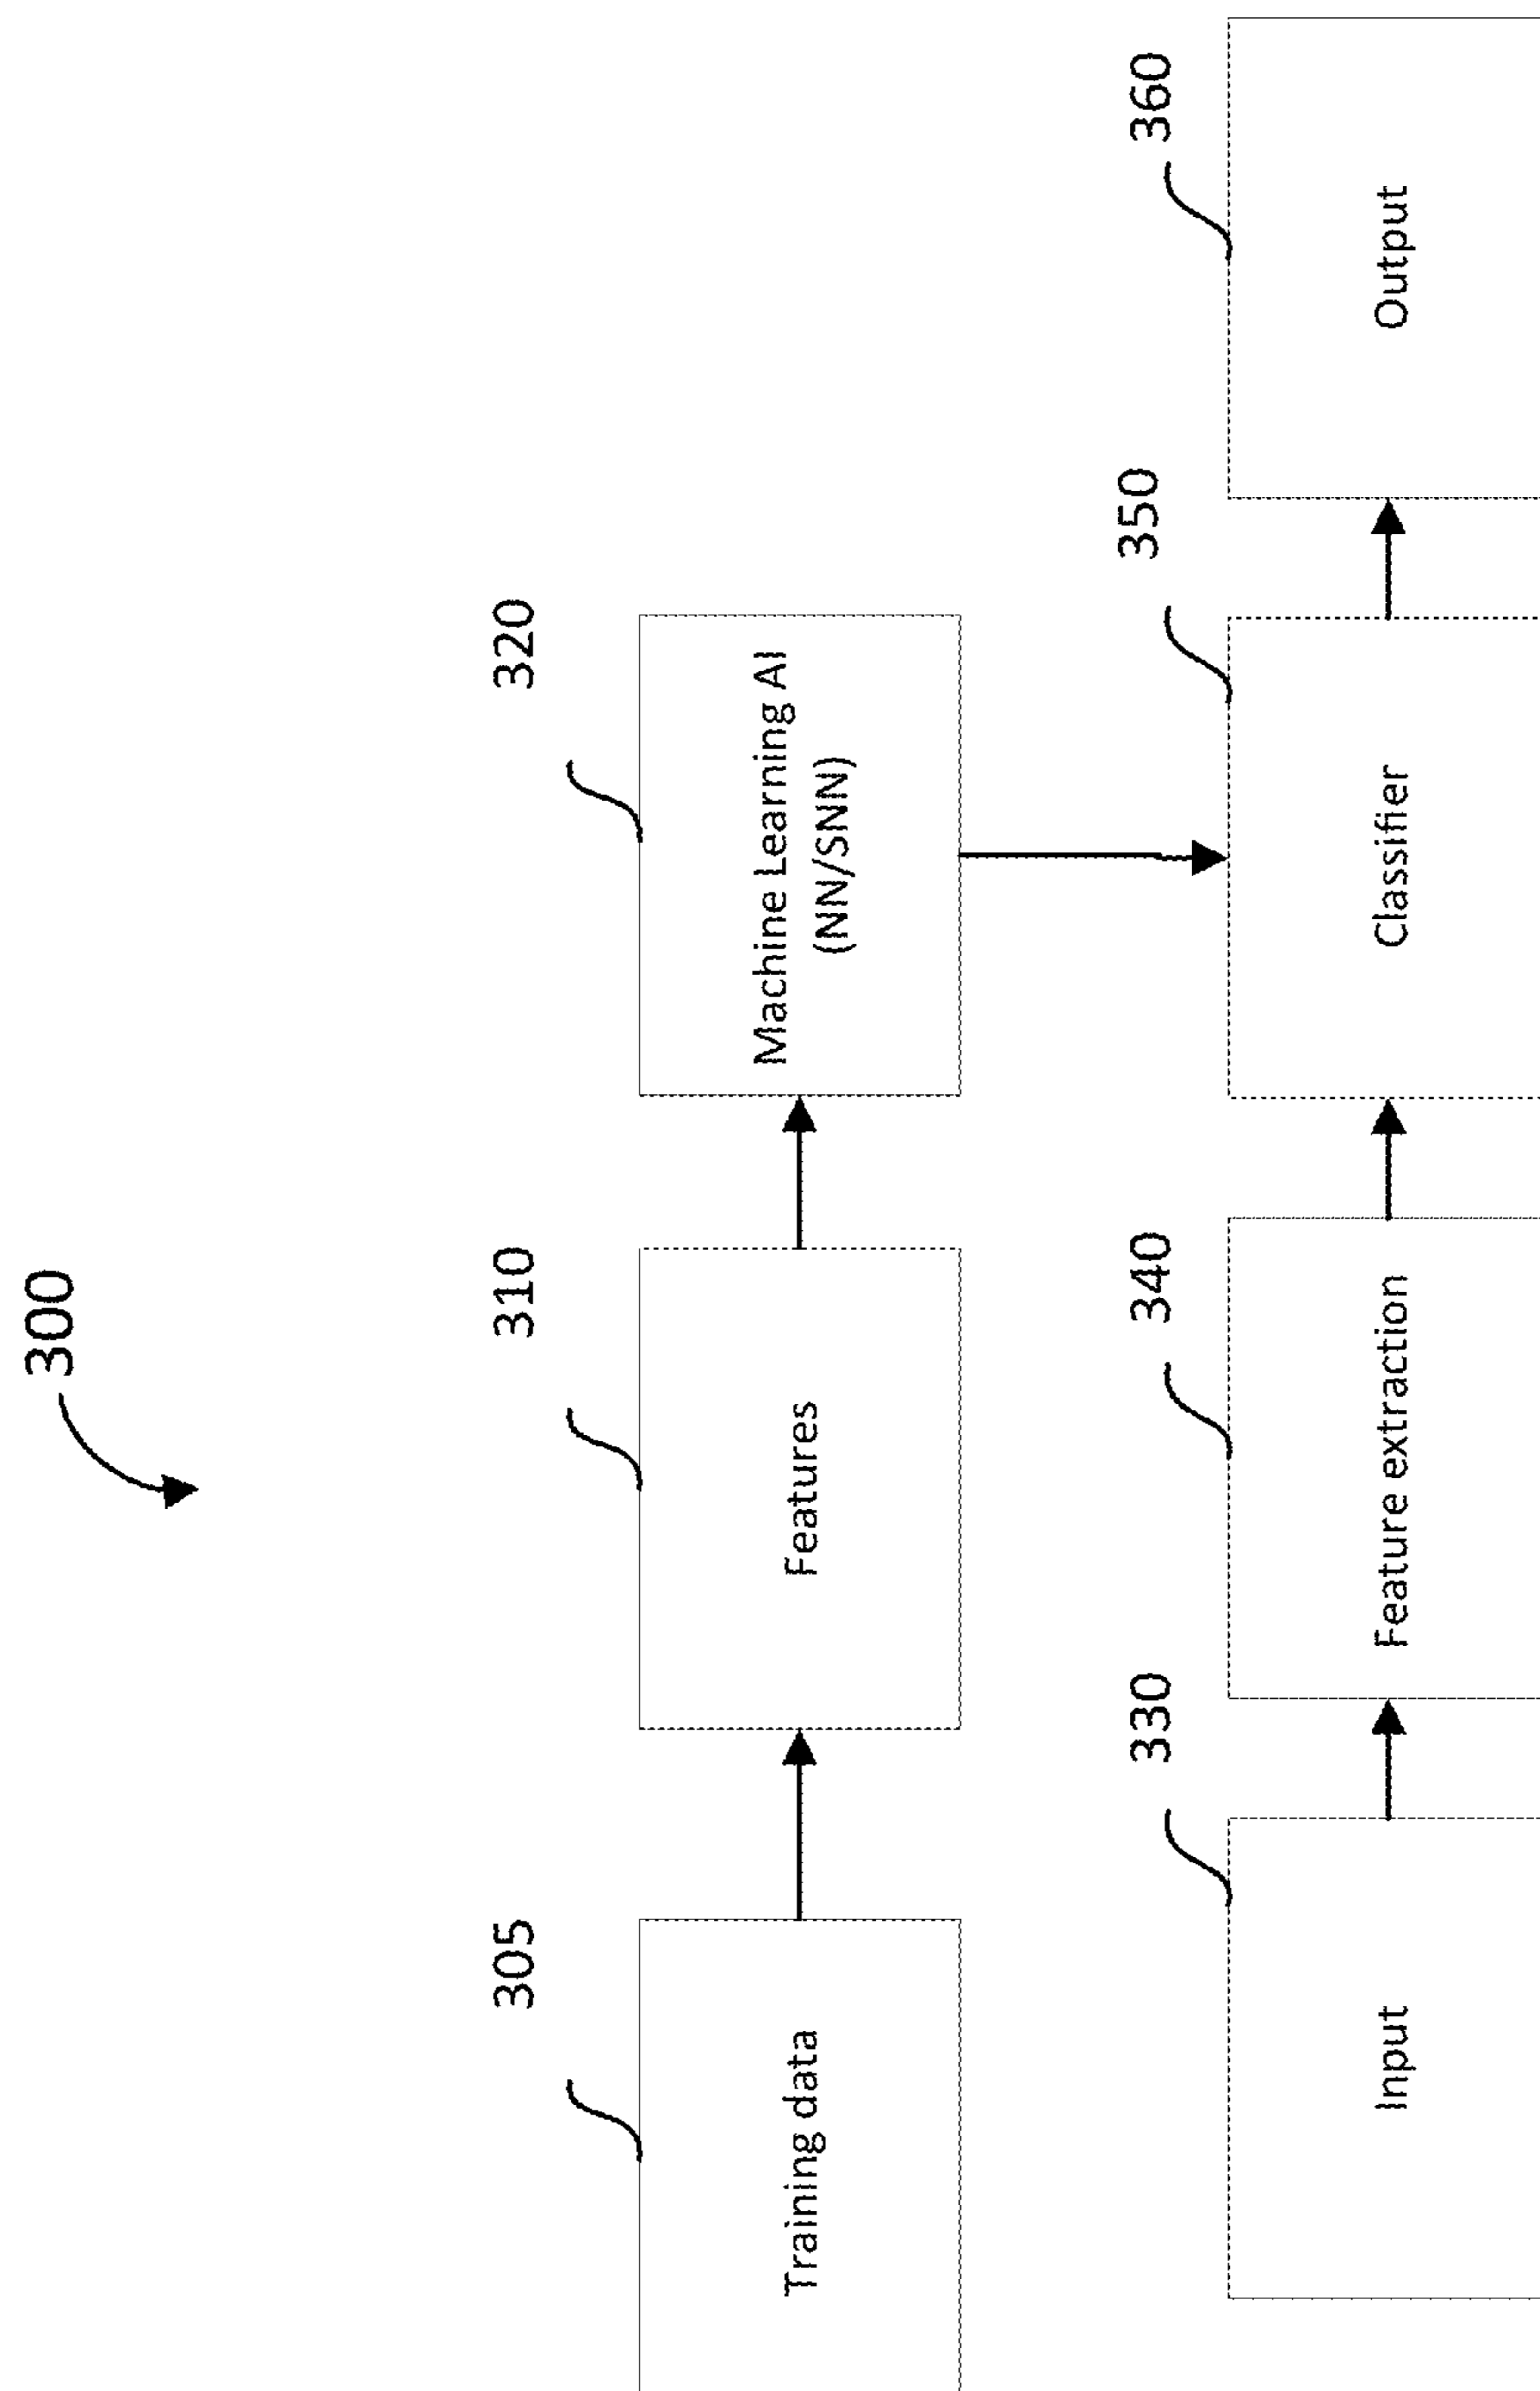 300
305
310
320
Training data
Features
Machine Learning AI
(NN/SNN)
330
340
350
360
Input
Feature extraction
Classifier
Output